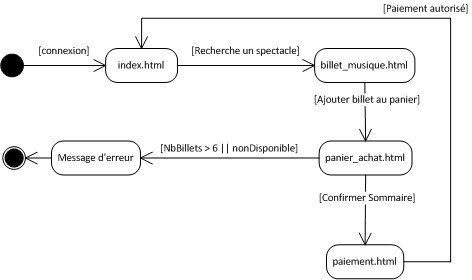 [Paiement autorisé]
[connexion]
[Recherche un spectacle]
index.html
billet_musique.html
[Ajouter billet au panier]
[NbBillets > 6 || nonDisponible]
Message d'erreur
panier_achat.html
[Confirmer Sommaire]
paiement.html